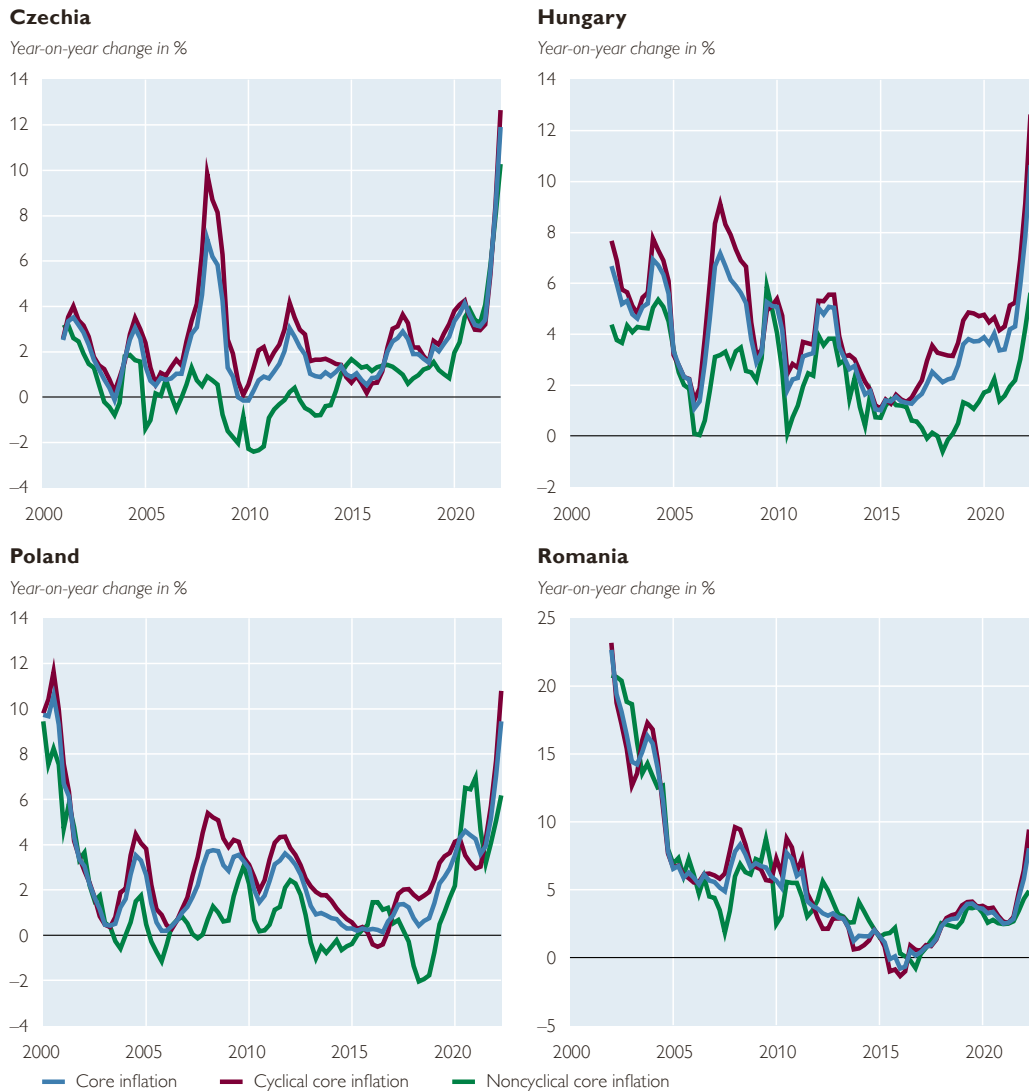 Czechia
Year-on-year change in %
14
12
10
8
6
4
2
0
–2
–4
2000 2005 2010 2015 2020
Hungary
Year-on-year change in %
14
12
10
8
6
4
2
0
–2
2000 2005 2010 2015 2020
Poland
Year-on-year change in %
14
12
10
8
6
4
2
0
–2
–4
2000 2005 2010 2015 2020
Romania
Year-on-year change in %
25
20
15
10
5
0
–5
2000 2005 2010 2015 2020
Core inflation Cyclical core inflation Noncyclical core inflation